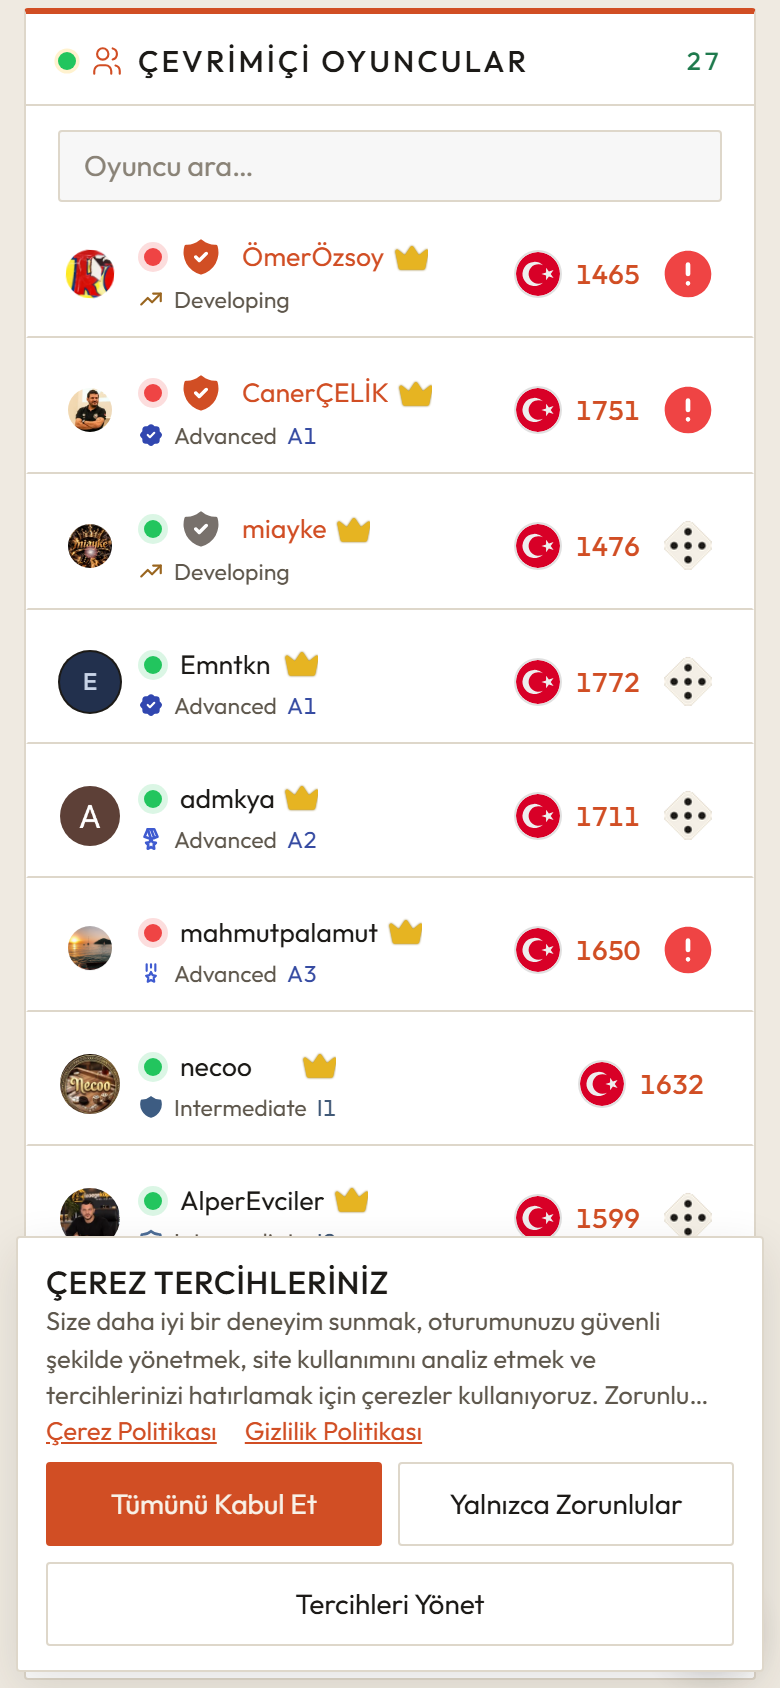 ÇEVRİMİÇİ OYUNCULAR 27
Oyuncu ara...
ÖmerÖzsoy 1465
Developing
CanerÇELİK 1751
Advanced A1
miayke
miayke 1476
Developing
E Emntkn 1772
Advanced A1
A admkya 1711
Advanced A2
mahmutpalamut 1650
Advanced A3
necoo 1632
Necoo
Intermediate I1
AlperEvciler 1599
ÇEREZ TERCİHLERİNİZ
Size daha iyi bir deneyim sunmak, oturumunuzu güvenli
şekilde yönetmek, site kullanımını analiz etmek ve
tercihlerinizi hatırlamak için çerezler kullanıyoruz. Zorunlu...
Çerez Politikası Gizlilik Politikası
Tümünü Kabul Et Yalnızca Zorunlular
Tercihleri Yönet